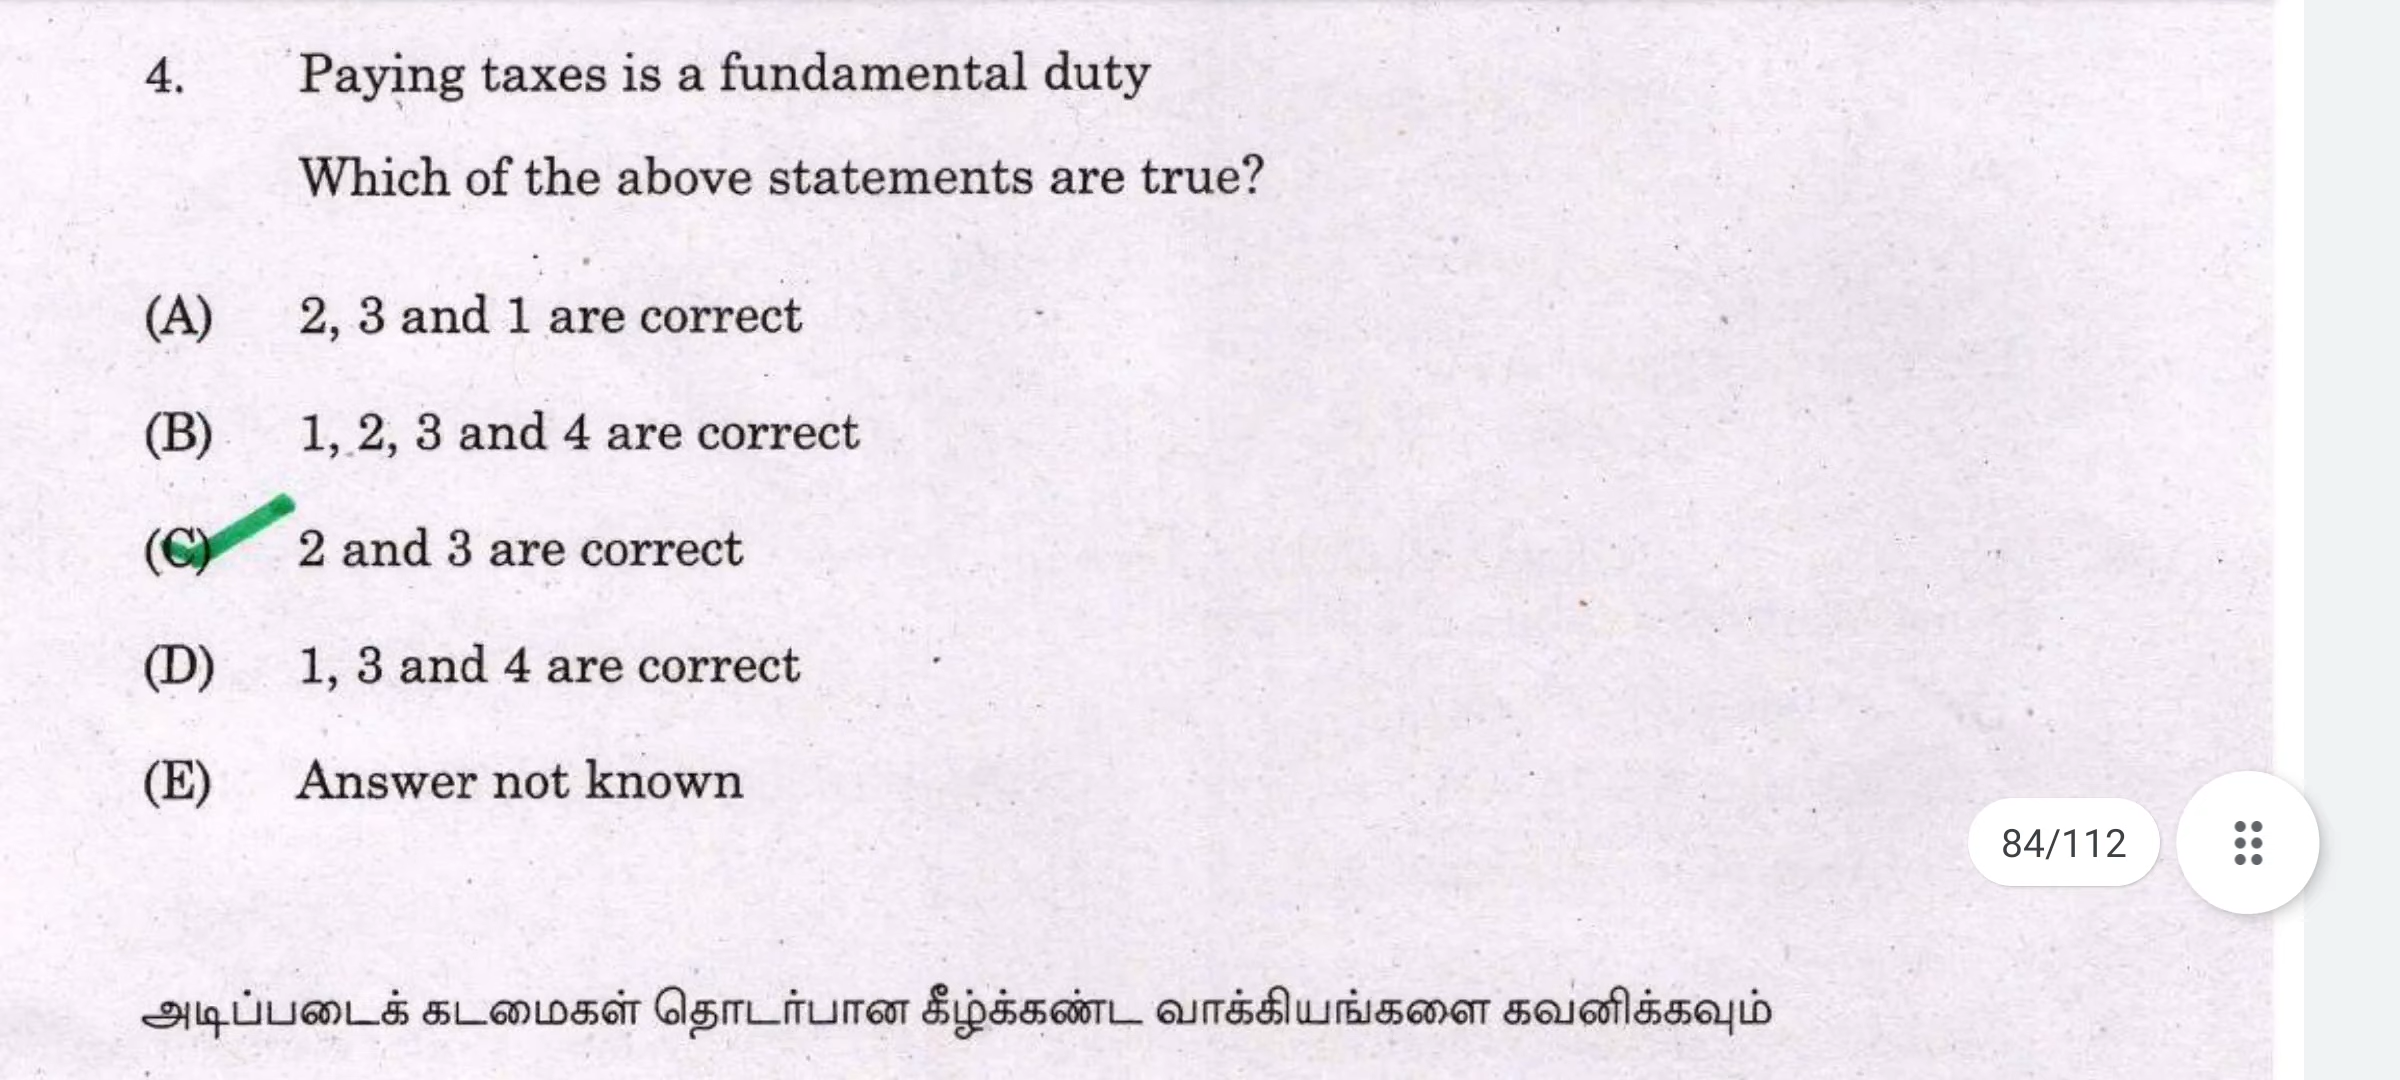 4. Paying taxes is a fundamental duty
Which of the above statements are true?
(A) 2, 3 and 1 are correct
(B) 1, 2, 3 and 4 are correct
(C) 2 and 3 are correct
(D) 1, 3 and 4 are correct
(E) Answer not known
84/112
அடிப்படைக் கடமைகள் தொடர்பான கீழ்க்கண்ட வாக்கியங்களை கவனிக்கவும்